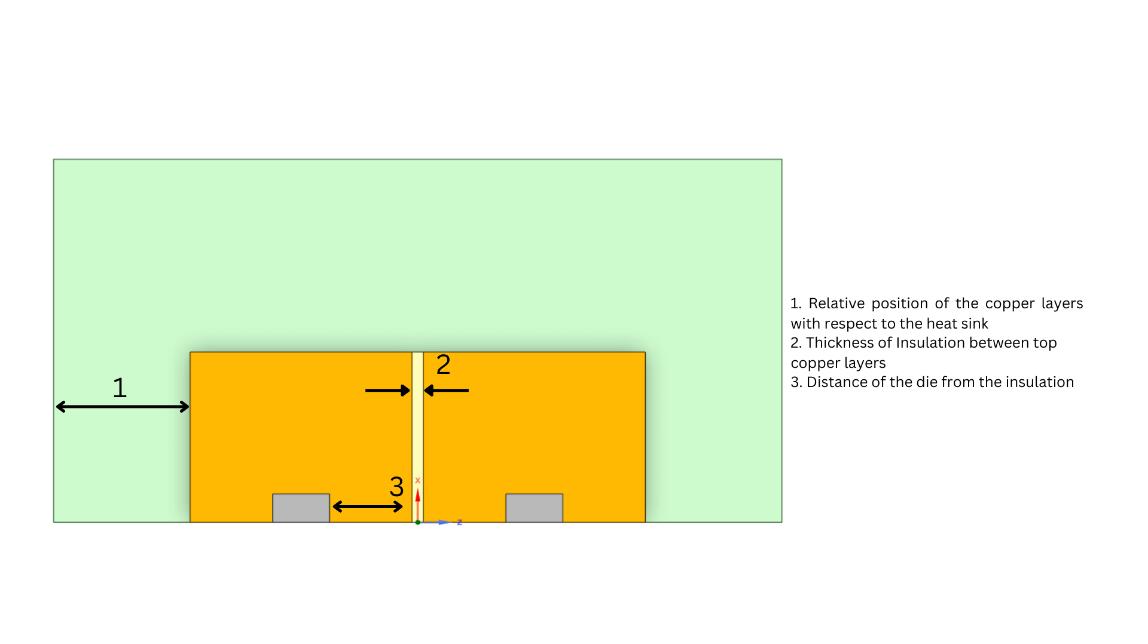 1. Relative position of the copper layers
with respect to the heat sink
2. Thickness of Insulation between top
copper layers
3. Distance of the die from the insulation
2
1
3
x
z